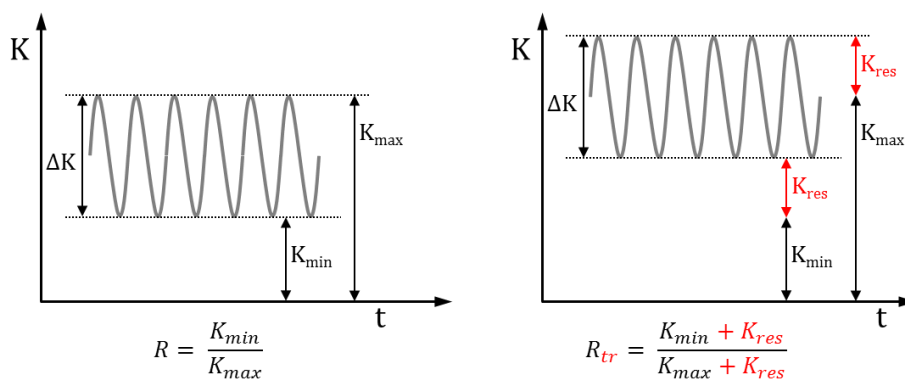 K
ΔK
K_max
K_min
t
R = K_min / K_max
K
ΔK
K_res
K_max
K_res
K_min
t
R_tr = K_min + K_res / K_max + K_res